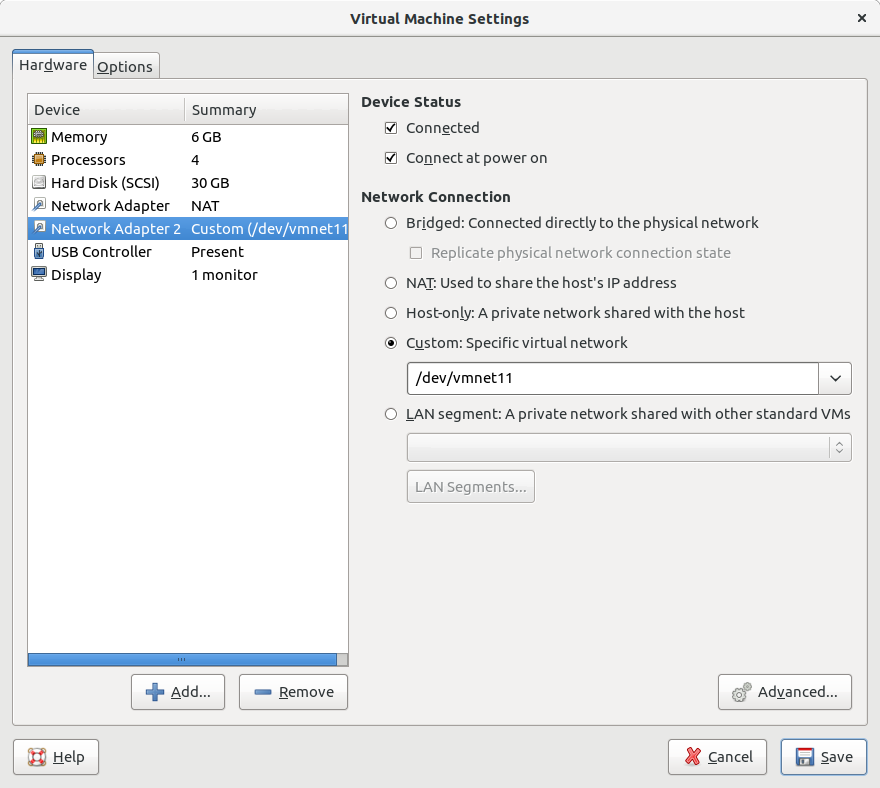 Virtual Machine Settings
Hardware
Options
Device Summary
Memory 6 GB
Processors 4
Hard Disk (SCSI) 30 GB
Network Adapter NAT
Network Adapter 2 Custom (/dev/vmnet11
USB Controller Present
Display 1 monitor
Add...
Remove
Device Status
Connected
Connect at power on
Network Connection
Bridged: Connected directly to the physical network
Replicate physical network connection state
NAT: Used to share the host's IP address
Host-only: A private network shared with the host
Custom: Specific virtual network
/dev/vmnet11
LAN segment: A private network shared with other standard VMs
LAN Segments...
Advanced...
Help
Cancel
Save